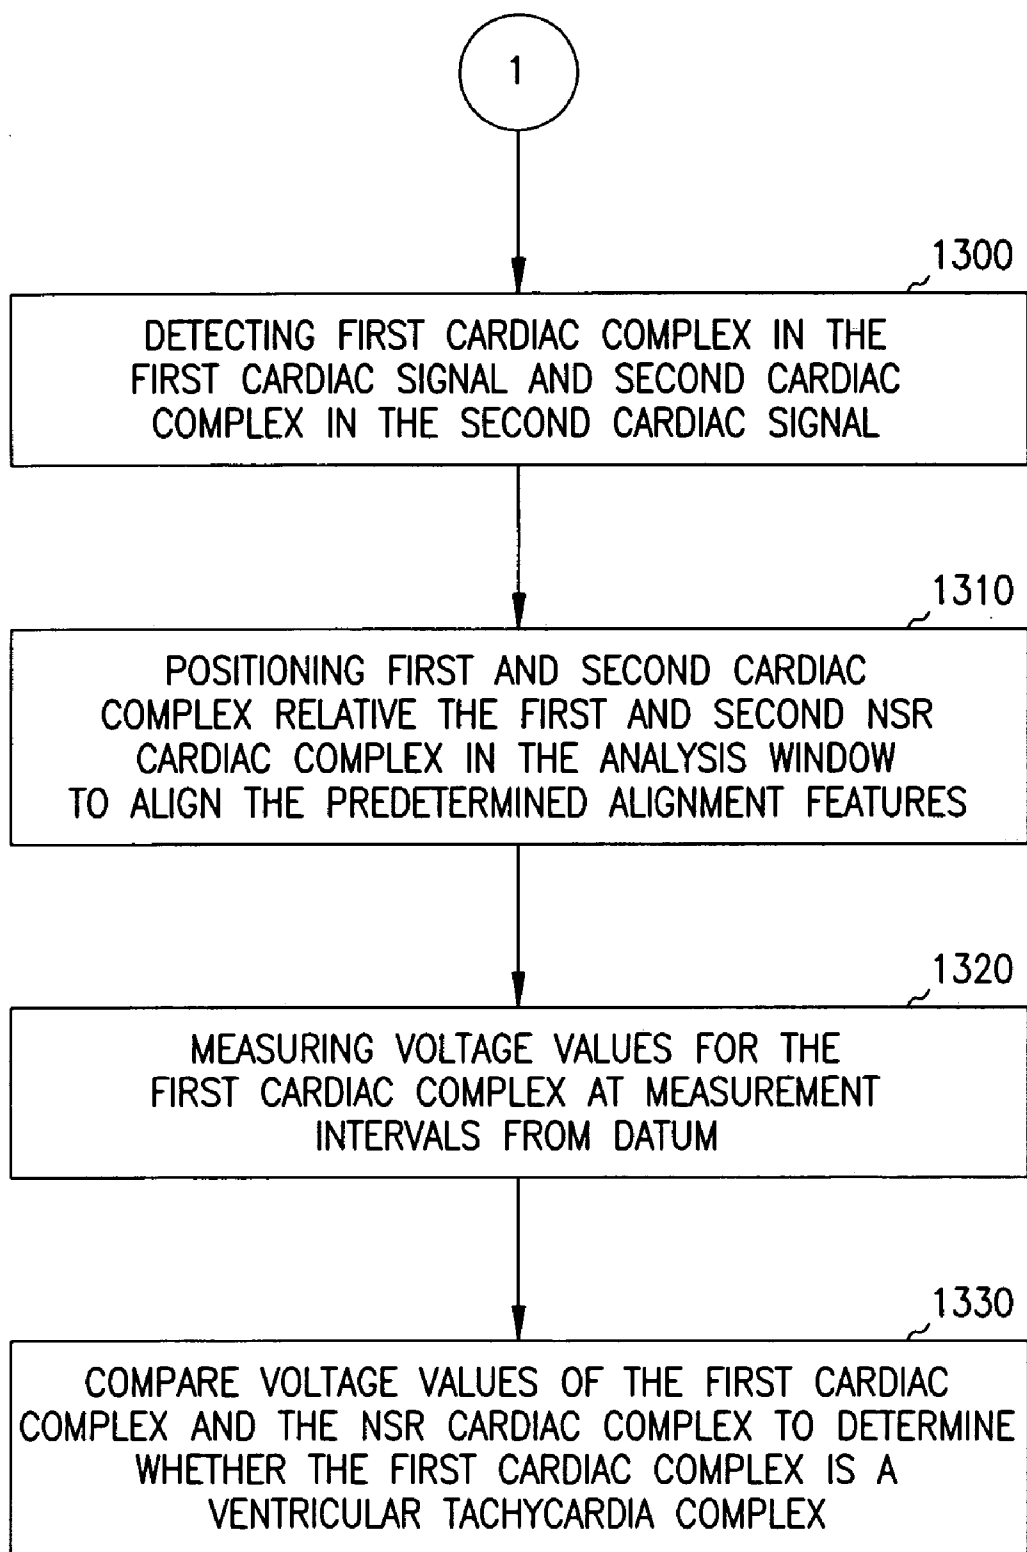 1
1300
DETECTING FIRST CARDIAC COMPLEX IN THE
FIRST CARDIAC SIGNAL AND SECOND CARDIAC
COMPLEX IN THE SECOND CARDIAC SIGNAL
1310
POSITIONING FIRST AND SECOND CARDIAC
COMPLEX RELATIVE THE FIRST AND SECOND NSR
CARDIAC COMPLEX IN THE ANALYSIS WINDOW
TO ALIGN THE PREDETERMINED ALIGNMENT FEATURES
1320
MEASURING VOLTAGE VALUES FOR THE
FIRST CARDIAC COMPLEX AT MEASUREMENT
INTERVALS FROM DATUM
1330
COMPARE VOLTAGE VALUES OF THE FIRST CARDIAC
COMPLEX AND THE NSR CARDIAC COMPLEX TO DETERMINE
WHETHER THE FIRST CARDIAC COMPLEX IS A
VENTRICULAR TACHYCARDIA COMPLEX